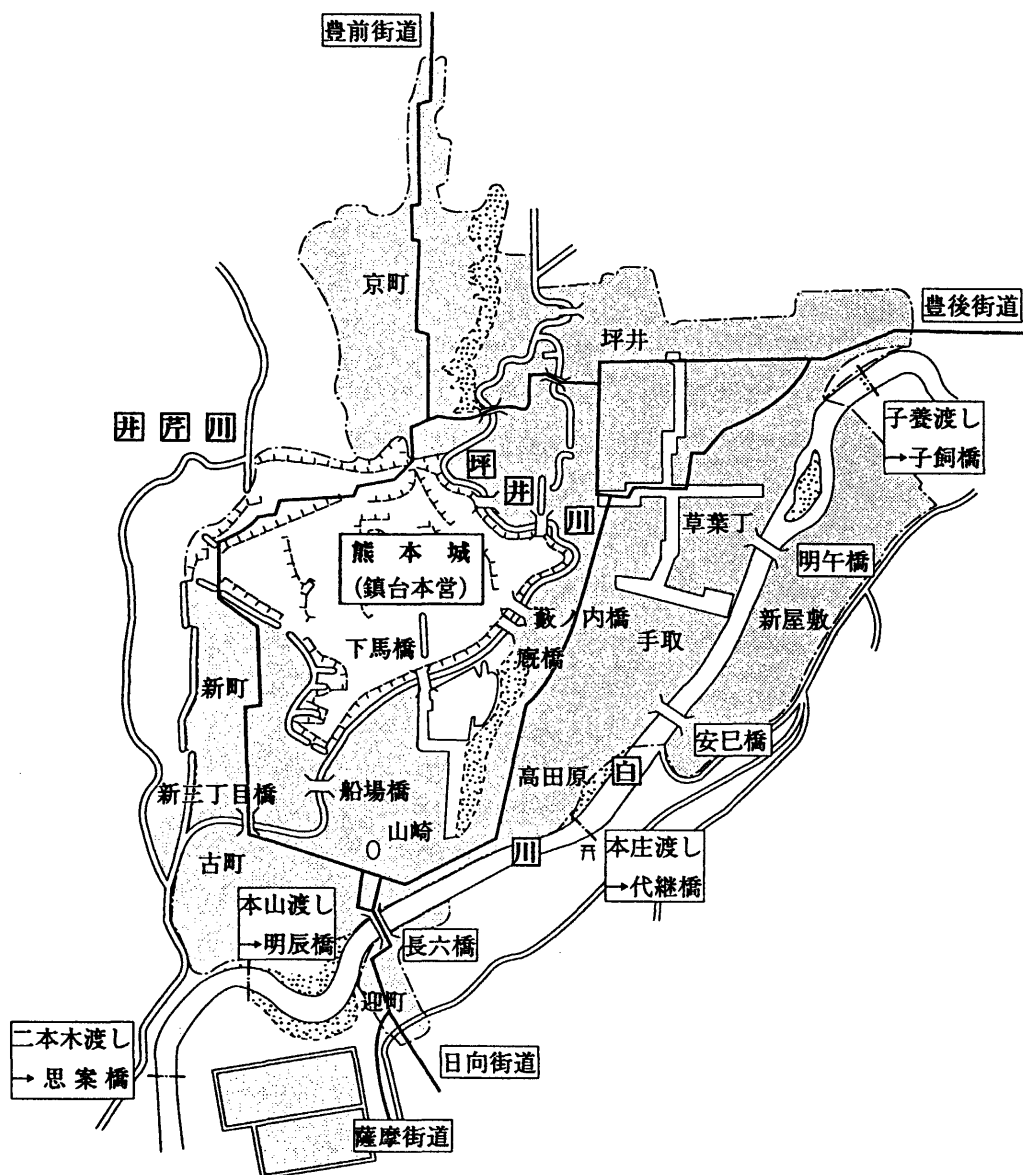 豊前街道
京町
豊後街道
坪井
井芹川
子養渡し
→子飼橋
坪井川
草葉丁
熊本城
(鎮台本営)
明午橋
藪ノ内橋
新屋敷
下馬橋
厩橋
手取
新町
安巳橋
高田原
白川
新三丁目橋
船場橋
山崎
本庄渡し
→代継橋
古町
本山渡し
→明辰橋
長六橋
迎町
二本木渡し
→思案橋
日向街道
薩摩街道